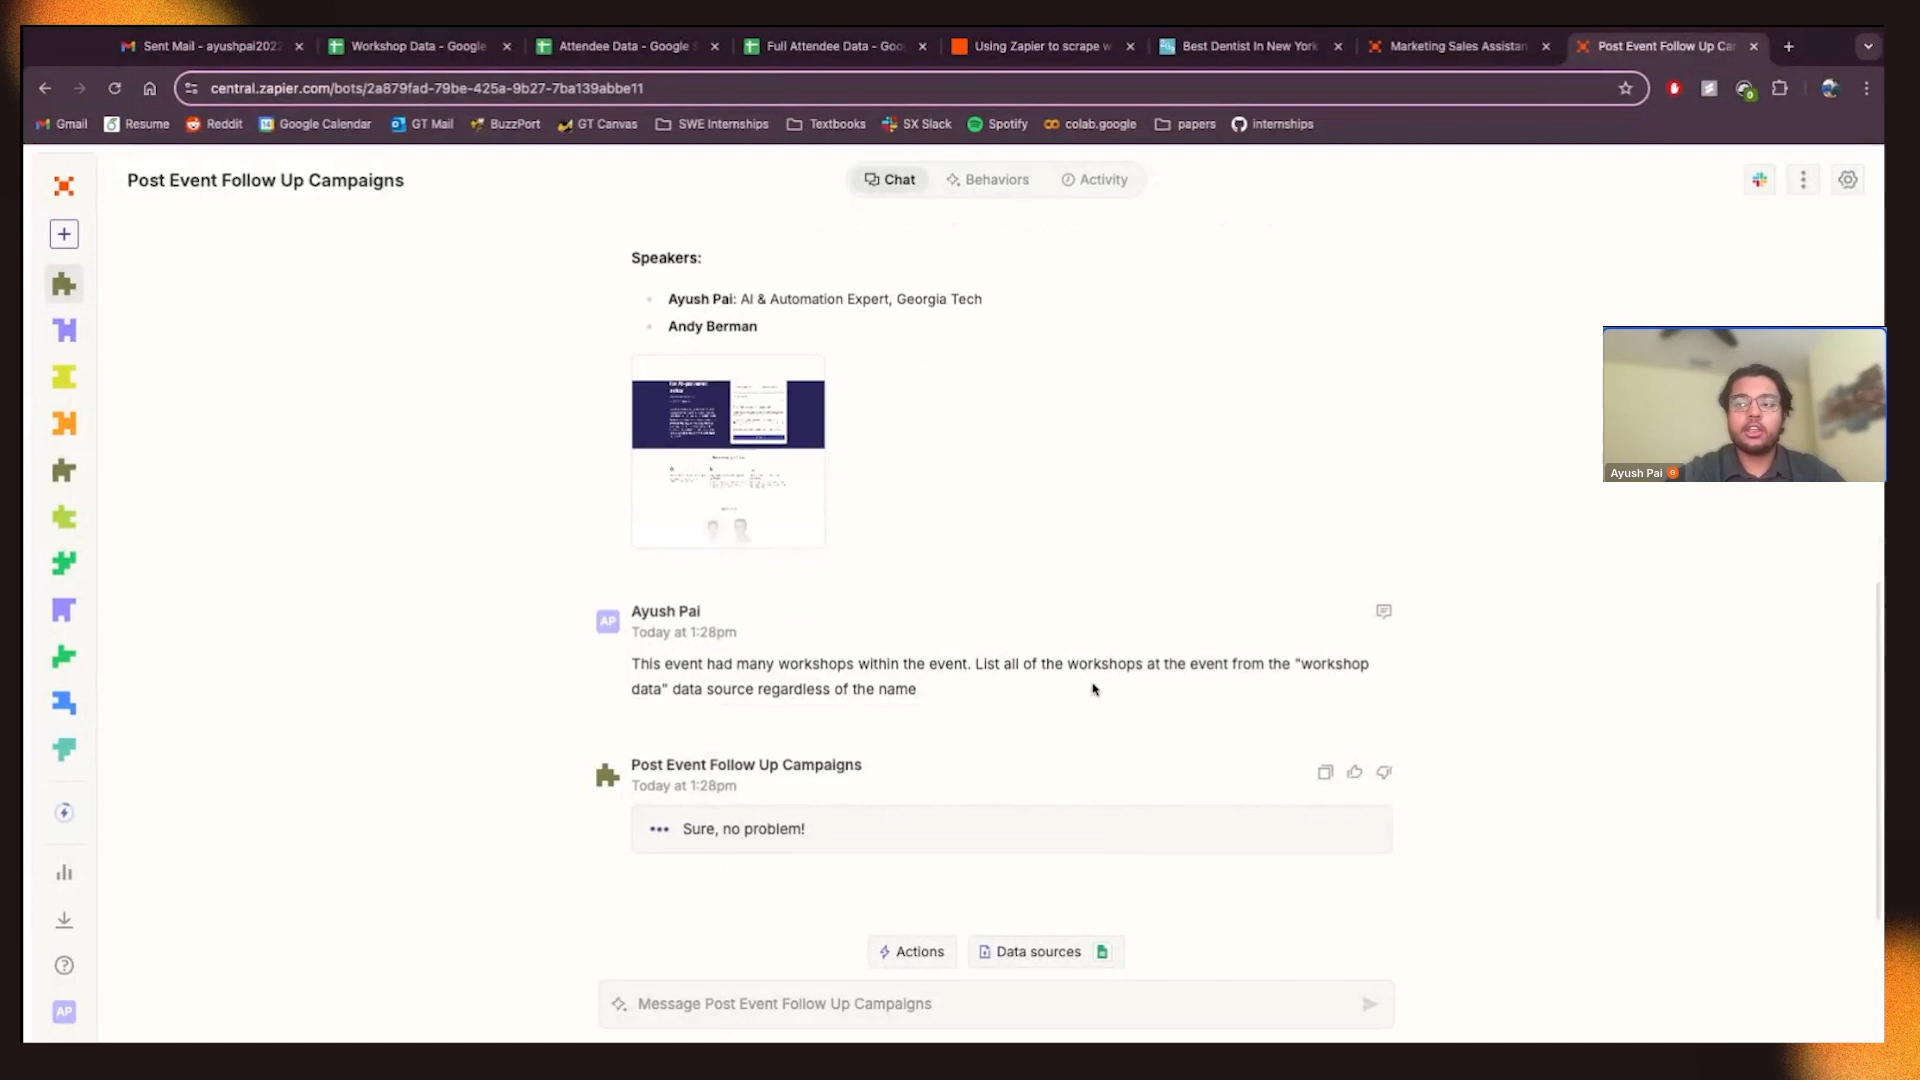 Sent Mail - ayushpai202
Workshop Data - Google
Attendee Data - Google S
Full Attendee Data - Goo
Using Zapier to scrape w
Best Dentist In New York
Marketing Sales Assistan
Post Event Follow Up Ca
central.zapier.com/bots/2a879fad-79be-425a-9b27-7ba139abbe11
Gmail
Resume
Reddit
Google Calendar
GT Mail
BuzzPort
GT Canvas
SWE Internships
Textbooks
SX Slack
Spotify
colab.google
papers
internships
Post Event Follow Up Campaigns
Chat
Behaviors
Activity
Speakers:
Ayush Pai: AI & Automation Expert, Georgia Tech
Andy Berman
Ayush Pai
AP
Ayush Pai
Today at 1:28pm
This event had many workshops within the event. List all of the workshops at the event from the "workshop
data" data source regardless of the name
Post Event Follow Up Campaigns
Today at 1:28pm
Sure, no problem!
Actions
Data sources
Message Post Event Follow Up Campaigns
AP